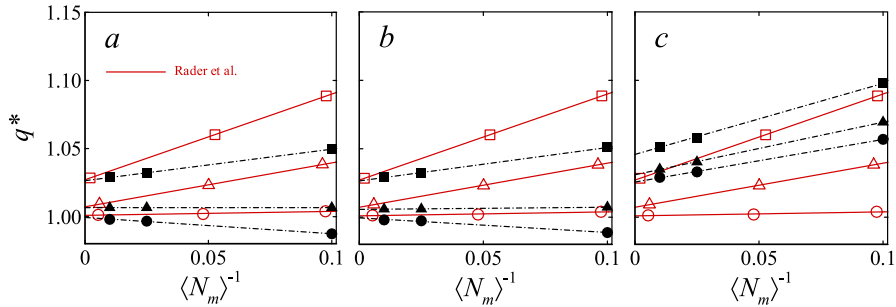 1.15
1.10
1.05
1.00
q*
a
Rader et al.
b
c
0 0.05 0.1
0 0.05 0.1
0 0.05 0.1
⟨N_m⟩^-1
⟨N_m⟩^-1
⟨N_m⟩^-1